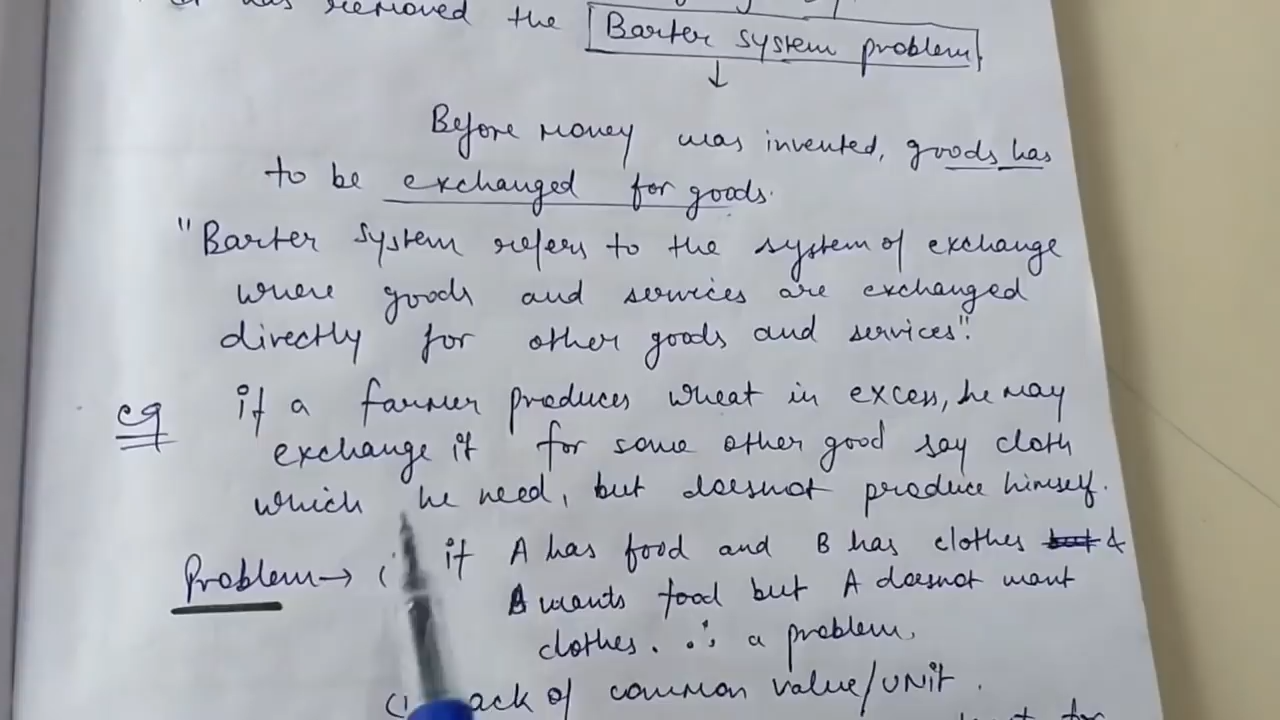 has removed the Barter system problem
↓
Before money was invented, goods has
to be exchanged for goods.
"Barter system refers to the system of exchange
where goods and services are exchanged
directly for other goods and services".
eg if a farmer produces wheat in excess, he may
exchange it for some other good say cloth
which he need, but doesnot produce himself.
Problem → ( if A has food and B has clothes but &
B wants food but A doesnot want
clothes. ∴ a problem.
( ack of common value/UNit.
for